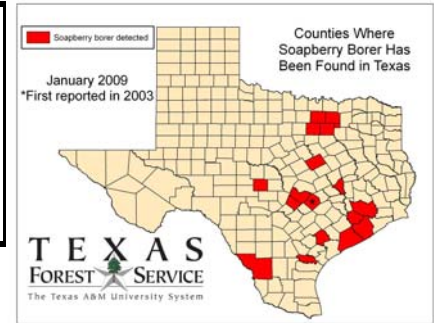 Soapberry borer detected
January 2009
*First reported in 2003
Counties Where
Soapberry Borer Has
Been Found in Texas
TEXAS
FOREST SERVICE
The Texas A&M University System